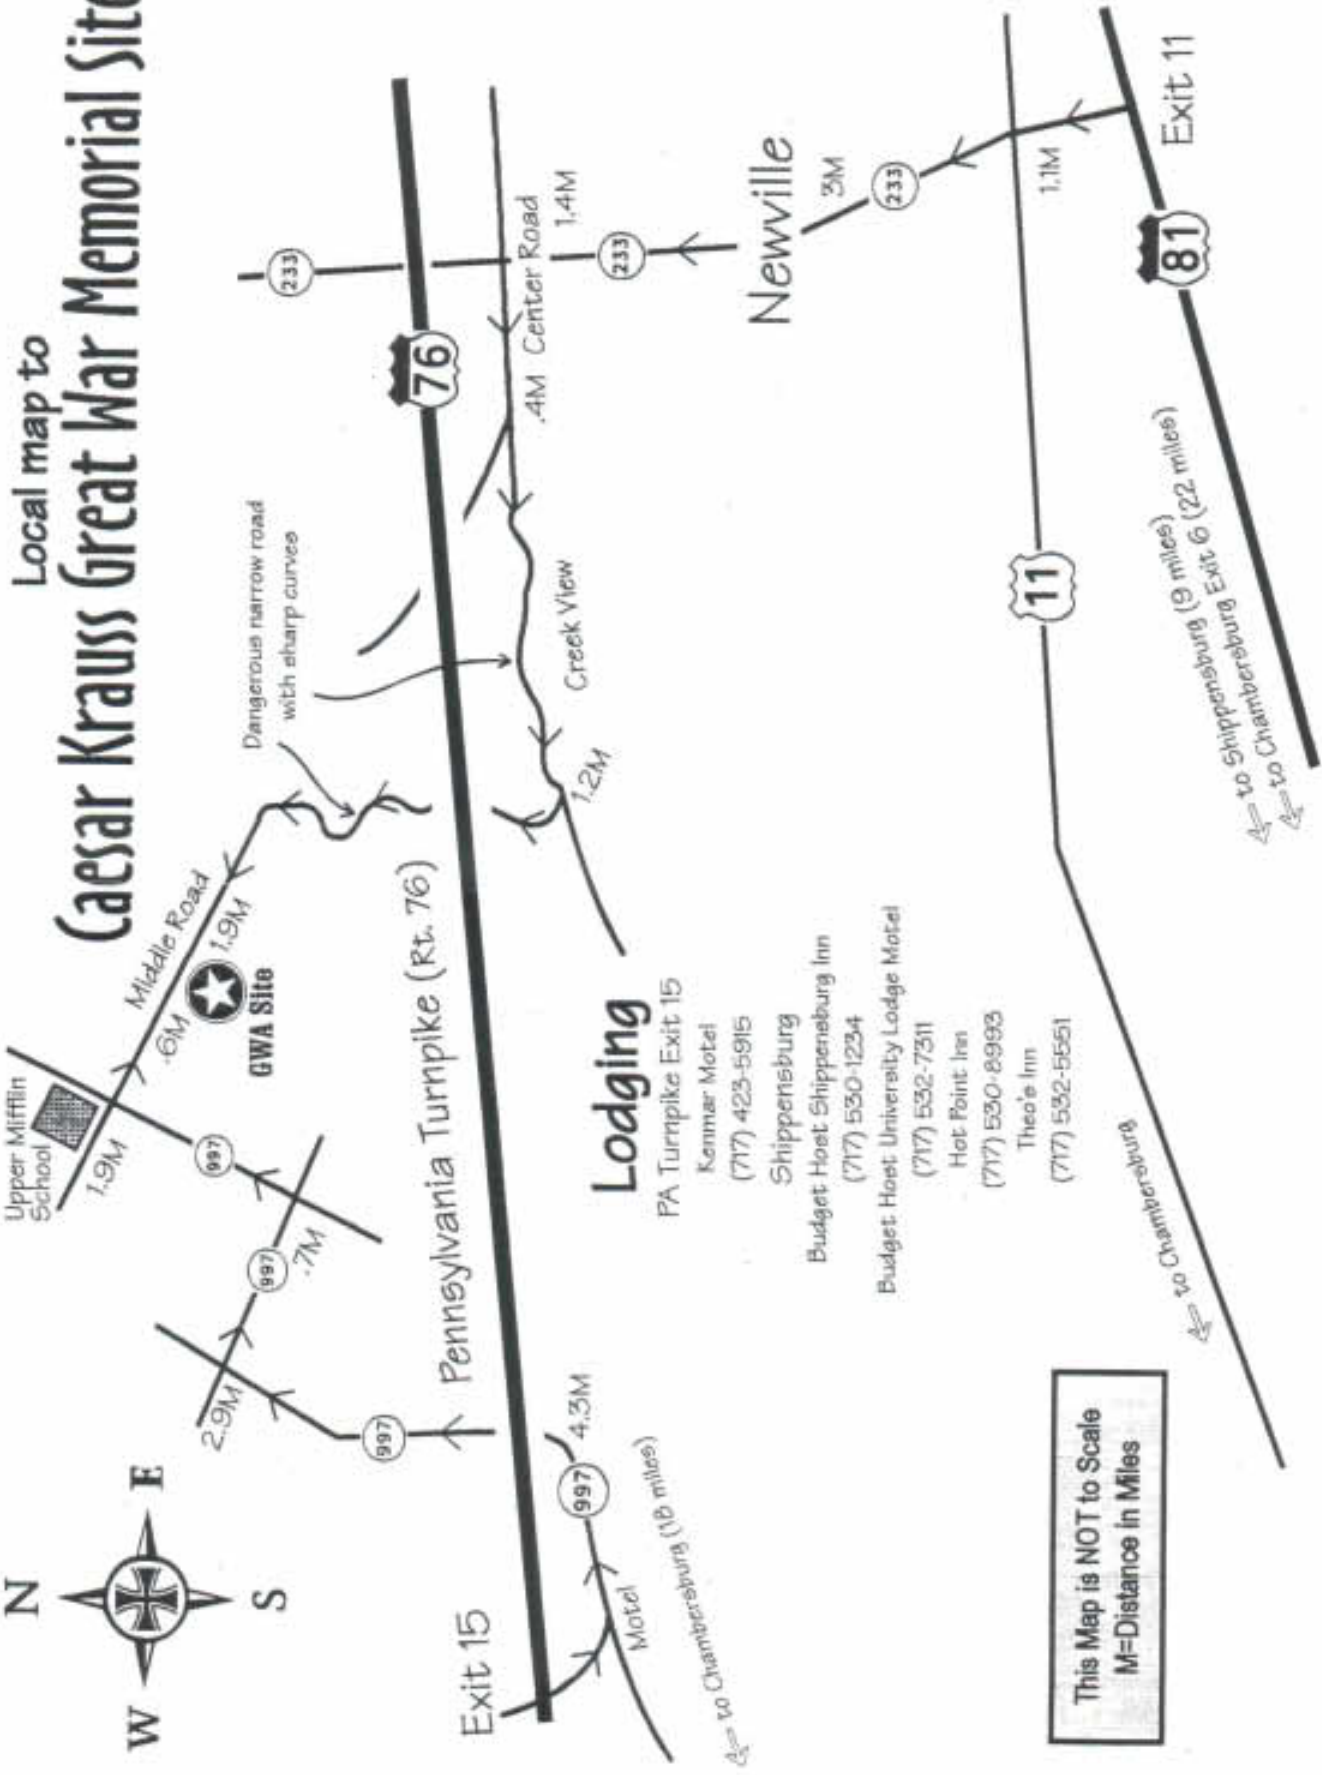 Local map to
Caesar Krauss Great War Memorial Site
N
W
E
S
Upper Mifflin
School
1.9M
Middle Road
.6M
1.9M
GWA Site
997
.7M
997
2.9M
997
Dangerous narrow road
with sharp curves
233
76
Pennsylvania Turnpike (Rt. 76)
Exit 15
997
4.3M
Motel
to Chambersburg (18 miles)
.4M
Center Road
1.4M
Creek View
1.2M
233
Newville
3M
233
1.1M
Exit 11
81
11
to Shippensburg (9 miles)
to Chambersburg Exit 6 (22 miles)
to Chambersburg
Lodging
PA Turnpike Exit 15
Kenmar Motel
(717) 423-5915
Shippensburg
Budget Host Shippensburg Inn
(717) 530-1234
Budget Host University Lodge Motel
(717) 532-7311
Hot Point Inn
(717) 530-8993
Theo's Inn
(717) 532-5551
This Map is NOT to Scale
M=Distance in Miles